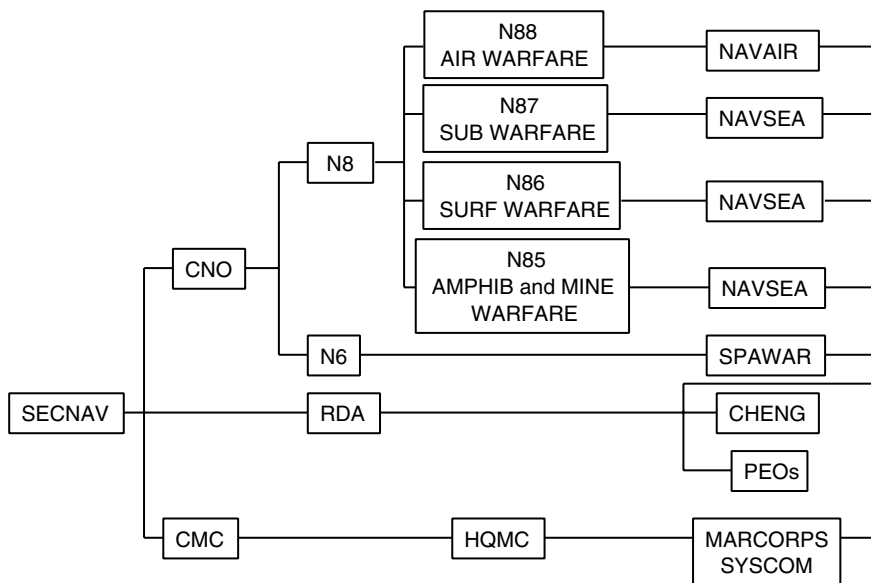 N88
AIR WARFARE
NAVAIR
N87
SUB WARFARE
NAVSEA
N8
N86
SURF WARFARE
NAVSEA
CNO
N85
AMPHIB and MINE
WARFARE
NAVSEA
N6
SPAWAR
SECNAV
RDA
CHENG
PEOs
CMC
HQMC
MARCORPS
SYSCOM